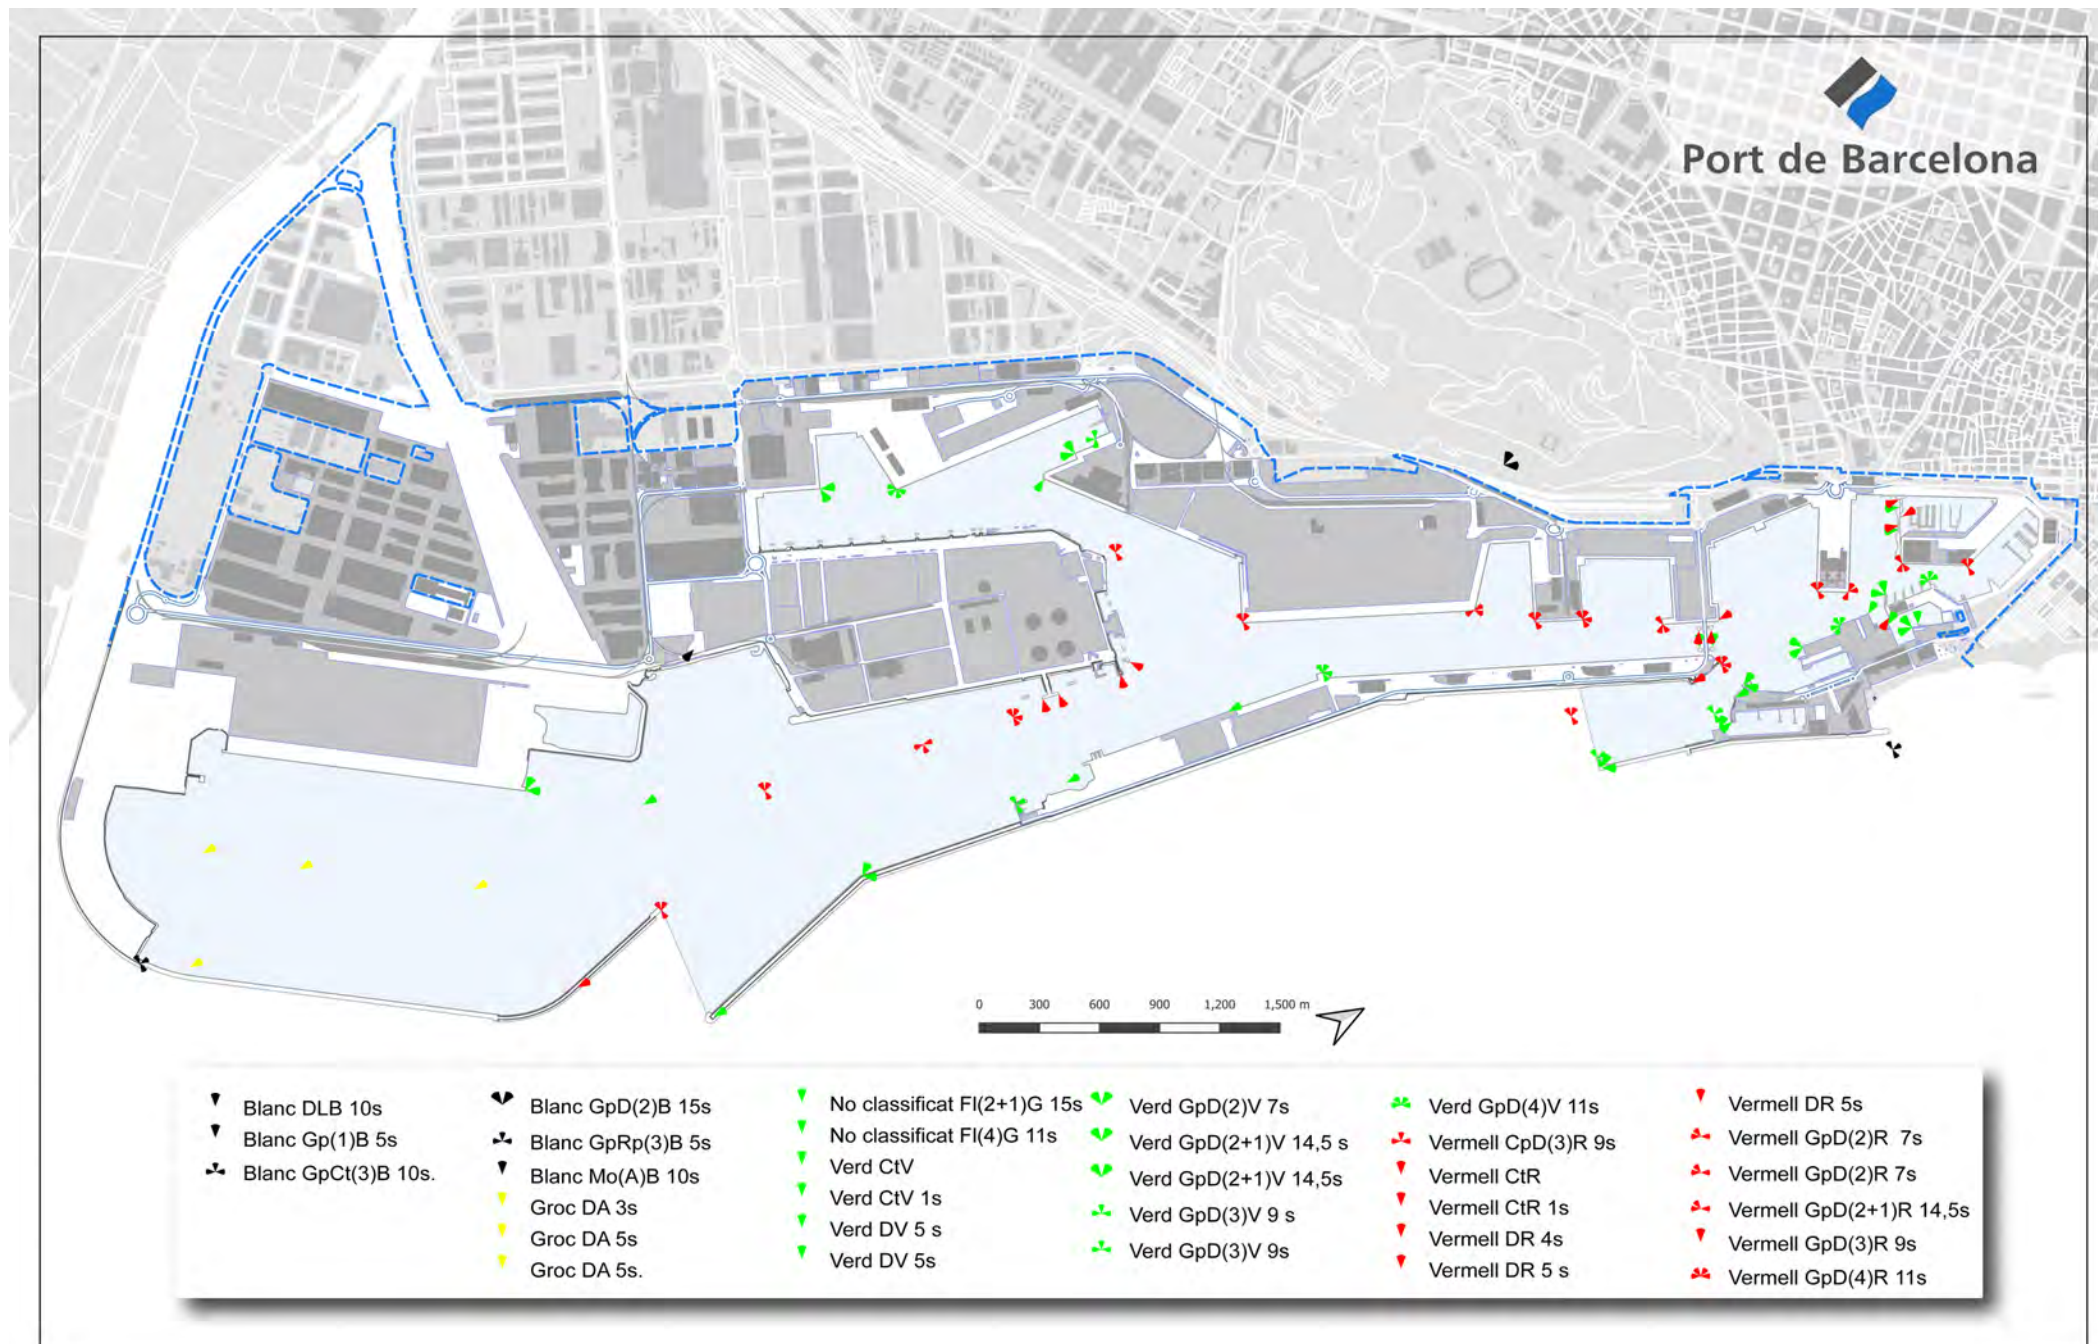 Port de Barcelona
0 300 600 900 1,200 1,500 m
Blanc DLB 10s
Blanc Gp(1)B 5s
Blanc GpCt(3)B 10s.
Blanc GpD(2)B 15s
Blanc GpRp(3)B 5s
Blanc Mo(A)B 10s
Groc DA 3s
Groc DA 5s
Groc DA 5s.
No classificat Fl(2+1)G 15s
No classificat Fl(4)G 11s
Verd CtV
Verd CtV 1s
Verd DV 5 s
Verd DV 5s
Verd GpD(2)V 7s
Verd GpD(2+1)V 14,5 s
Verd GpD(2+1)V 14,5s
Verd GpD(3)V 9 s
Verd GpD(3)V 9s
Verd GpD(4)V 11s
Vermell CpD(3)R 9s
Vermell CtR
Vermell CtR 1s
Vermell DR 4s
Vermell DR 5 s
Vermell DR 5s
Vermell GpD(2)R  7s
Vermell GpD(2)R 7s
Vermell GpD(2+1)R 14,5s
Vermell GpD(3)R 9s
Vermell GpD(4)R 11s